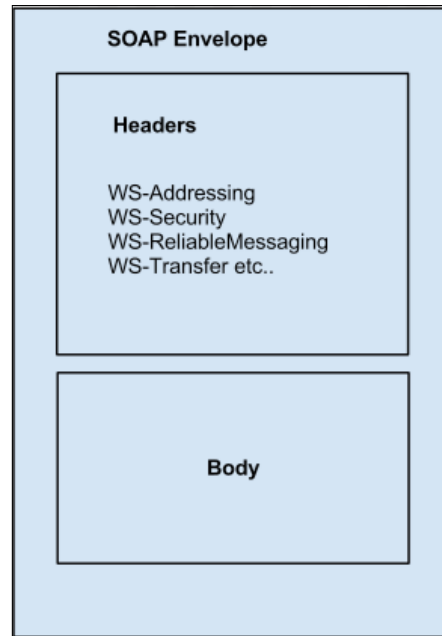 SOAP Envelope
Headers
WS-Addressing
WS-Security
WS-ReliableMessaging
WS-Transfer etc..
Body